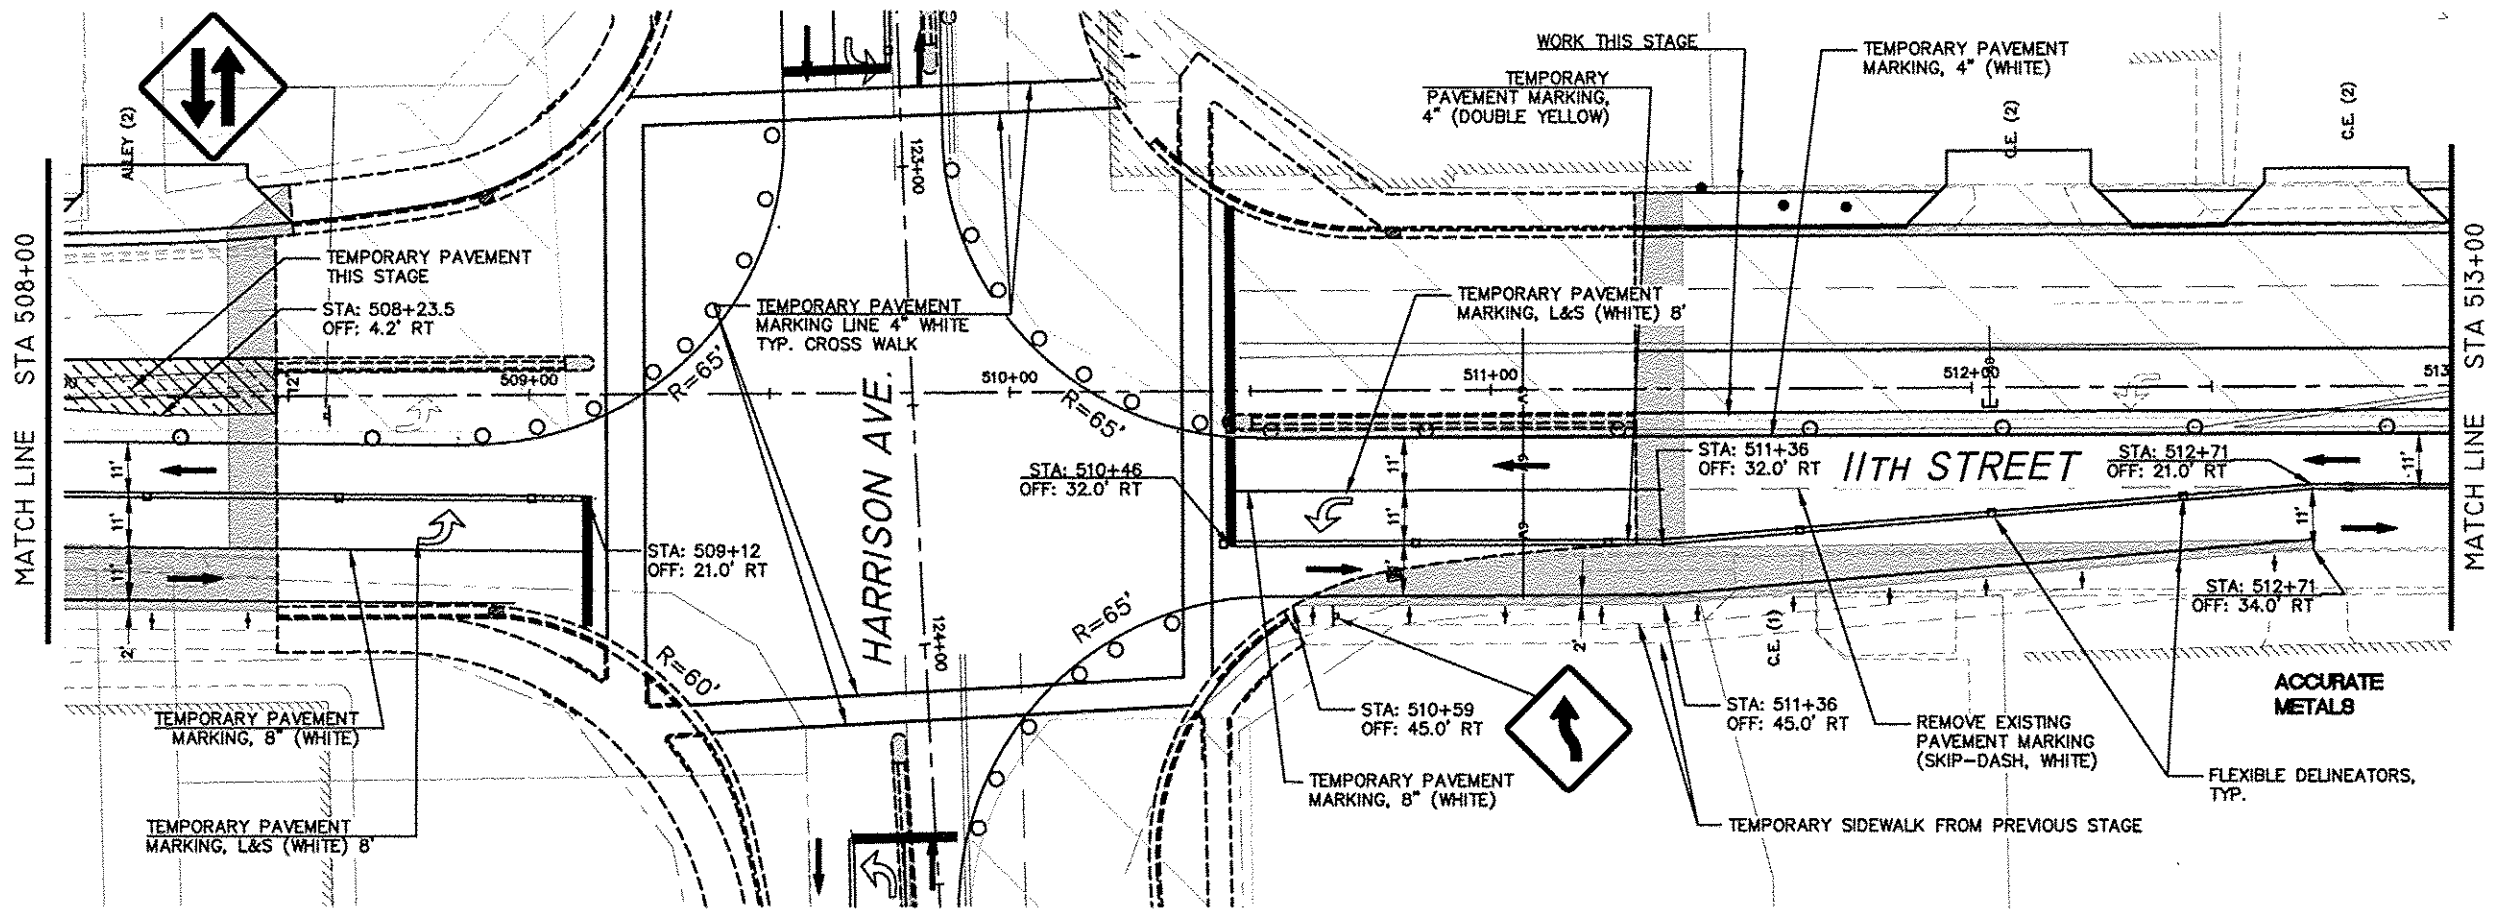 WORK THIS STAGE
TEMPORARY PAVEMENT
MARKING, 4" (WHITE)
TEMPORARY
PAVEMENT MARKING,
4" (DOUBLE YELLOW)
ALLEY (2)
C.E. (2)
C.E. (2)
123+00
MATCH LINE STA 508+00
MATCH LINE STA 513+00
TEMPORARY PAVEMENT
THIS STAGE
STA: 508+23.5
OFF: 4.2' RT
TEMPORARY PAVEMENT
MARKING LINE 4" WHITE
TYP. CROSS WALK
TEMPORARY PAVEMENT
MARKING, L&S (WHITE) 8'
12'
509+00
510+00
511+00
512+00
513
R=65'
R=65'
HARRISON AVE.
11TH STREET
STA: 510+46
OFF: 32.0' RT
STA: 511+36
OFF: 32.0' RT
STA: 512+71
OFF: 21.0' RT
11'
11'
11'
11'
11'
11'
11'
STA: 509+12
OFF: 21.0' RT
STA: 512+71
OFF: 34.0' RT
2'
2'
R=60'
R=65'
124+00
C.E. (1)
STA: 510+59
OFF: 45.0' RT
STA: 511+36
OFF: 45.0' RT
ACCURATE
METALS
TEMPORARY PAVEMENT
MARKING, 8" (WHITE)
REMOVE EXISTING
PAVEMENT MARKING
(SKIP-DASH, WHITE)
TEMPORARY PAVEMENT
MARKING, 8" (WHITE)
FLEXIBLE DELINEATORS,
TYP.
TEMPORARY PAVEMENT
MARKING, L&S (WHITE) 8'
TEMPORARY SIDEWALK FROM PREVIOUS STAGE